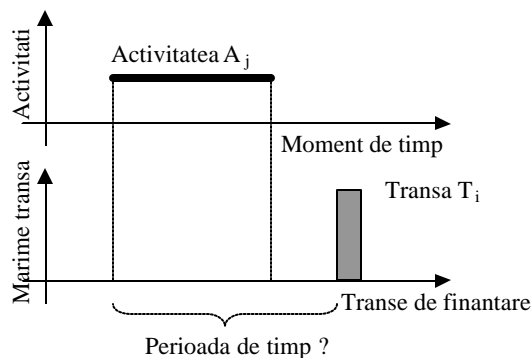 Activitati
Activitatea A j
Moment de timp
Marime transa
Transa T i
Transe de finantare
Perioada de timp ?